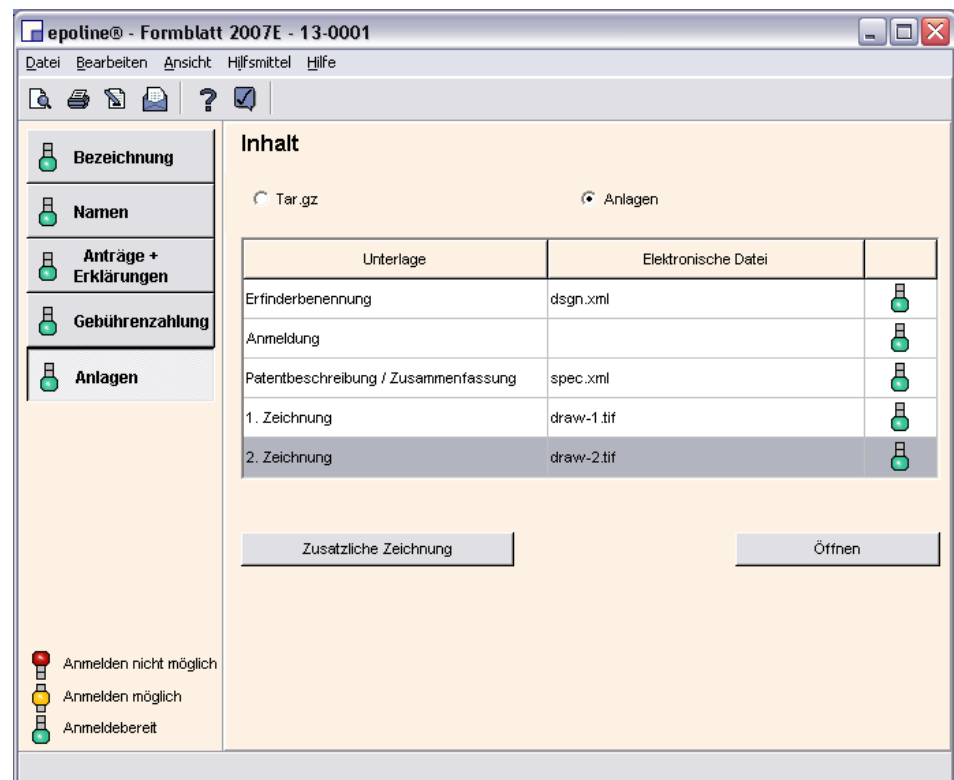 epoline® - Formblatt 2007E - 13-0001
Datei Bearbeiten Ansicht Hilfsmittel Hilfe
Bezeichnung
Namen
Anträge +
Erklärungen
Gebührenzahlung
Anlagen
Inhalt
Tar.gz Anlagen
Unterlage Elektronische Datei
Erfinderbenennung dsgn.xml
Anmeldung
Patentbeschreibung / Zusammenfassung spec.xml
1. Zeichnung draw-1.tif
2. Zeichnung draw-2.tif
Zusatzliche Zeichnung Öffnen
Anmelden nicht möglich
Anmelden möglich
Anmeldebereit